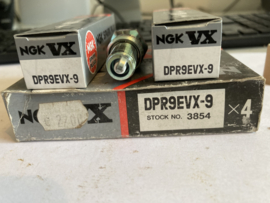 NGK VX
DPR9EVX-9
NGK VX
DPR9EVX-9
NGK VX
DPR9EVX-9
STOCK NO. 3854
×4